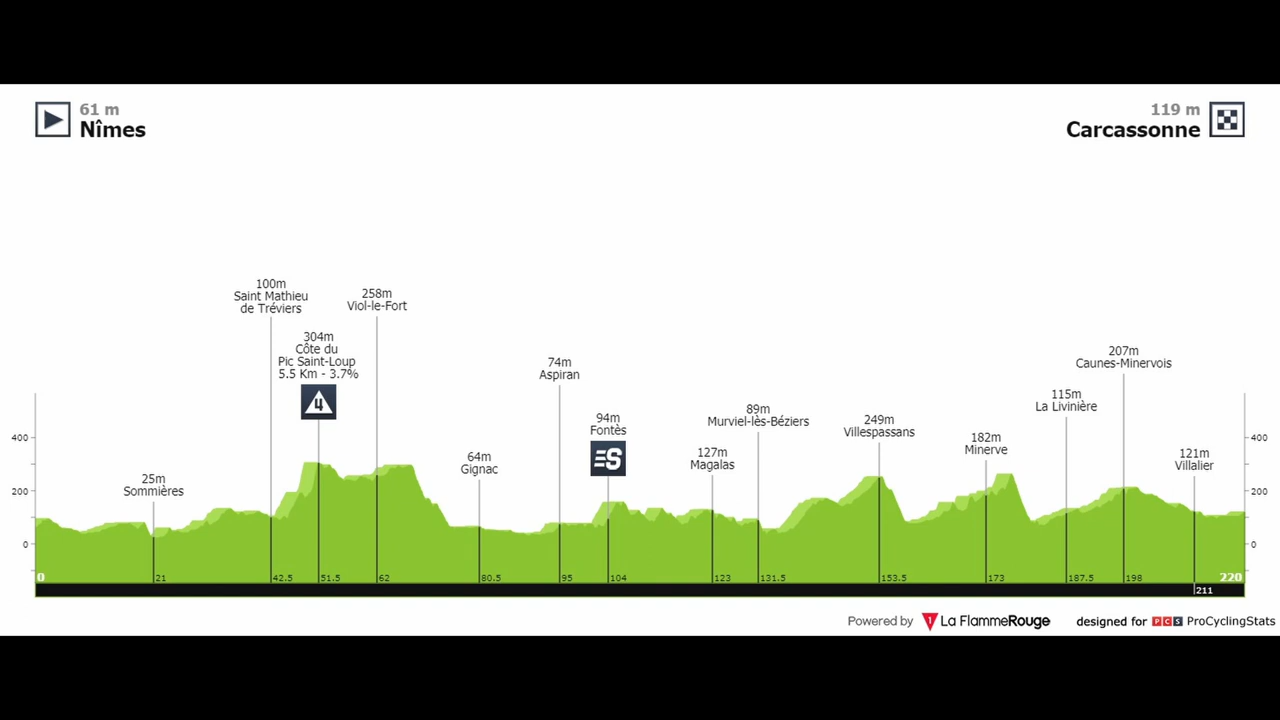 61 m
Nîmes
119 m
Carcassonne
100m
Saint Mathieu
de Tréviers
258m
Viol-le-Fort
304m
Côte du
Pic Saint-Loup
5.5 Km - 3.7%
4
207m
Caunes-Minervois
74m
Aspiran
115m
La Livinière
89m
Murviel-lès-Béziers
94m
Fontès
S
249m
Villespassans
182m
Minerve
127m
Magalas
64m
Gignac
121m
Villalier
25m
Sommières
400
200
0
400
200
0
0
21
42.5
51.5
62
80.5
95
104
123
131.5
153.5
173
187.5
198
211
220
Powered by 1 La FlammeRouge designed for PCS ProCyclingStats